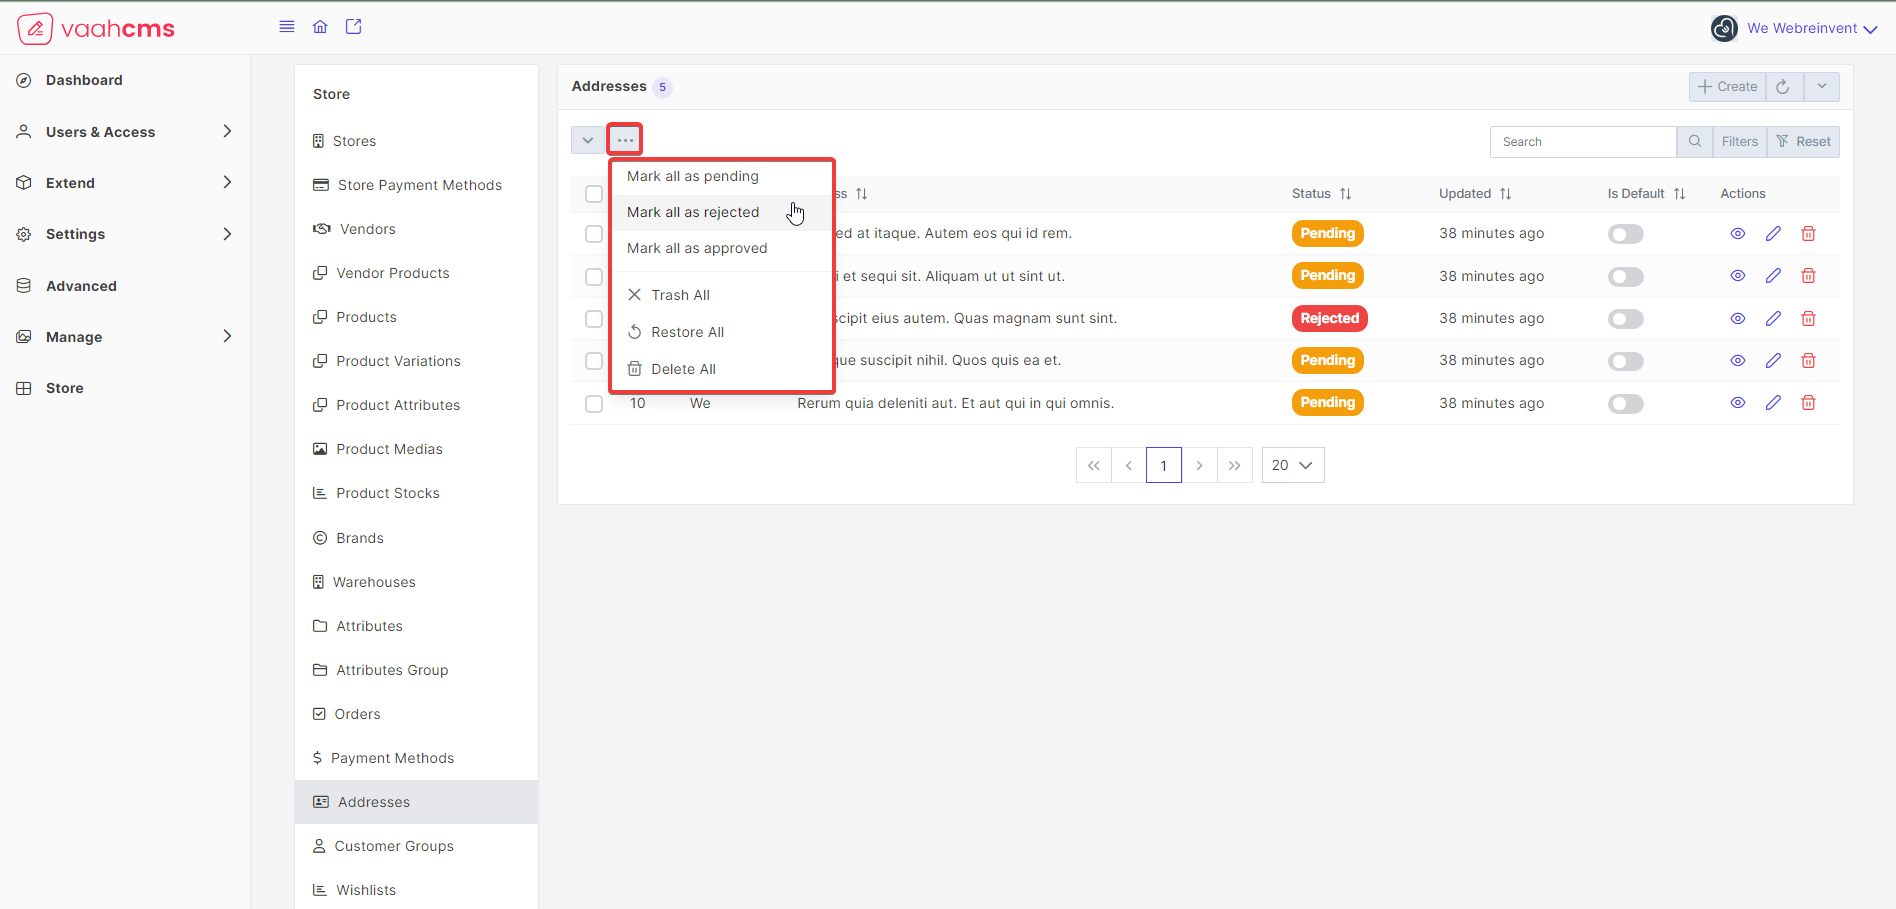 vaahcms
We Webreinvent
Dashboard
Users & Access
Extend
Settings
Advanced
Manage
Store
Store
Stores
Store Payment Methods
Vendors
Vendor Products
Products
Product Variations
Product Attributes
Product Medias
Product Stocks
Brands
Warehouses
Attributes
Attributes Group
Orders
Payment Methods
Addresses
Customer Groups
Wishlists
Addresses 5
Create
Search Filters Reset
Mark all as pending
Mark all as rejected
Mark all as approved
Trash All
Restore All
Delete All
ss Status Updated Is Default Actions
ed at itaque. Autem eos qui id rem. Pending 38 minutes ago
i et sequi sit. Aliquam ut ut sint ut. Pending 38 minutes ago
scipit eius autem. Quas magnam sunt sint. Rejected 38 minutes ago
que suscipit nihil. Quos quis ea et. Pending 38 minutes ago
10 We Rerum quia deleniti aut. Et aut qui in qui omnis. Pending 38 minutes ago
1 20